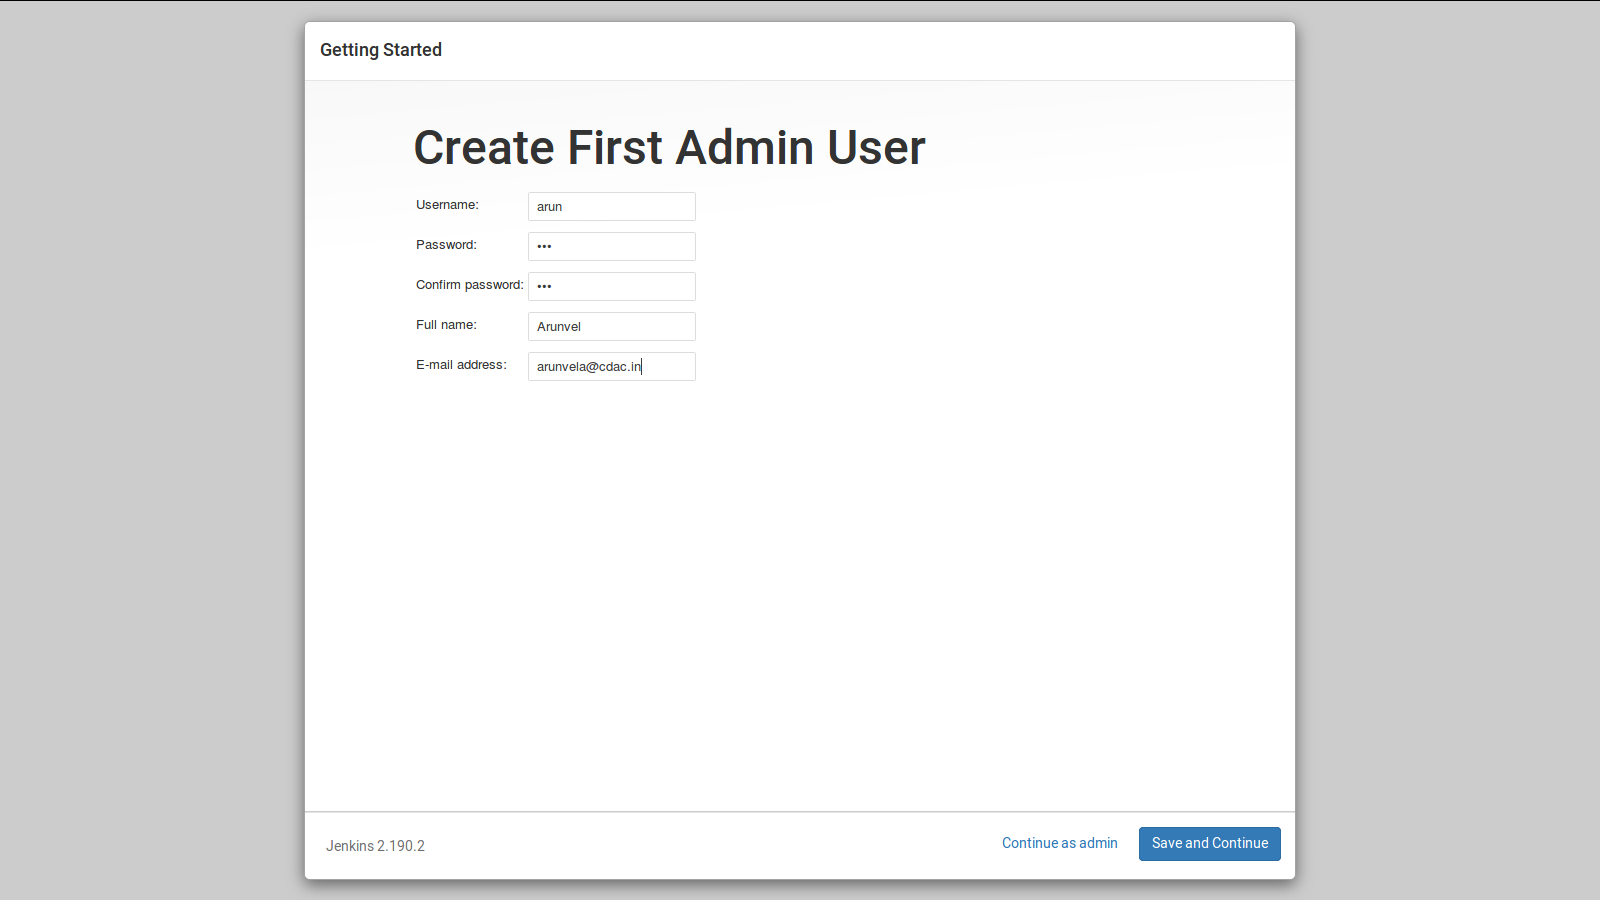 Getting Started
Create First Admin User
Username: arun
Password: •••
Confirm password: •••
Full name: Arunvel
E-mail address: arunvela@cdac.in
Jenkins 2.190.2 Continue as admin Save and Continue